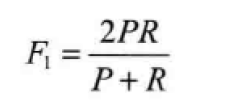 F₁ = 2PR / P + R